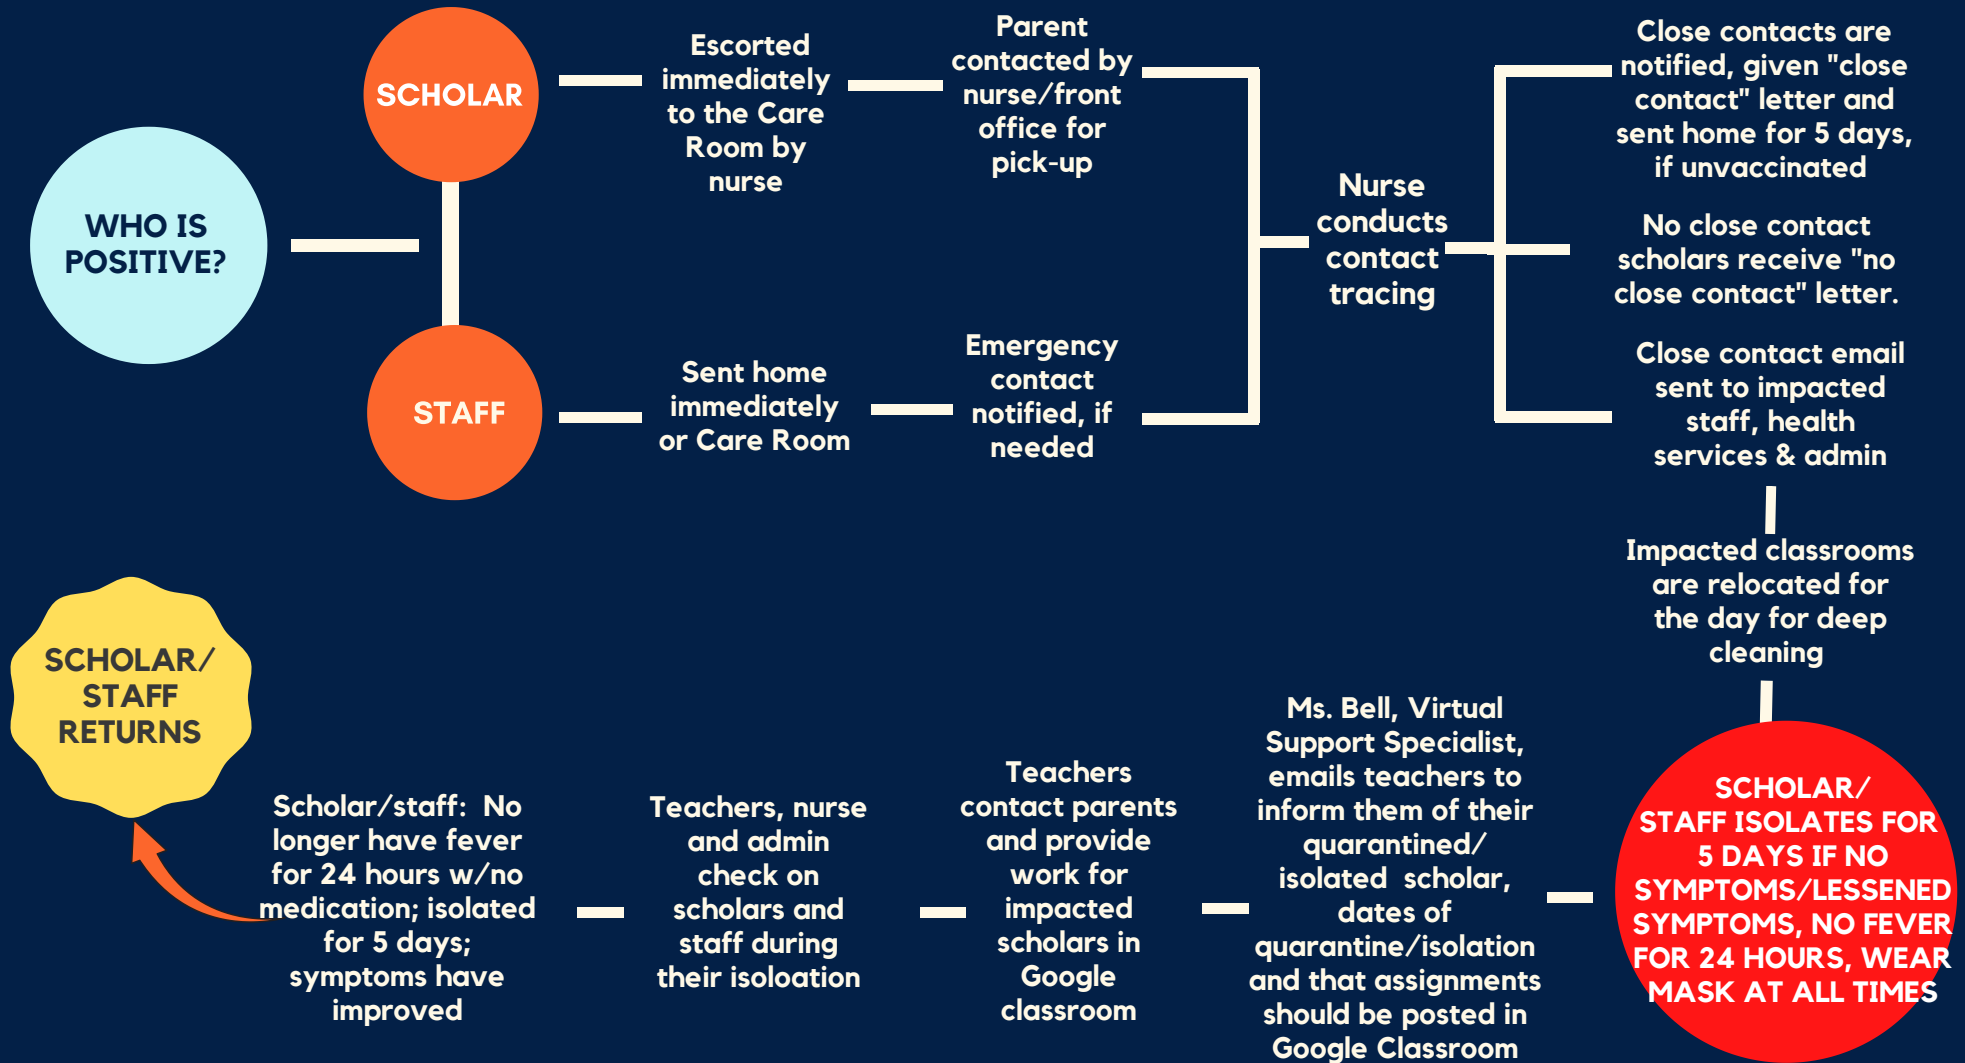 WHO IS
POSITIVE?
SCHOLAR
Escorted
immediately
to the Care
Room by
nurse
Parent
contacted by
nurse/front
office for
pick-up
STAFF
Sent home
immediately
or Care Room
Emergency
contact
notified, if
needed
Nurse
conducts
contact
tracing
Close contacts are
notified, given "close
contact" letter and
sent home for 5 days,
if unvaccinated
No close contact
scholars receive "no
close contact" letter.
Close contact email
sent to impacted
staff, health
services & admin
Impacted classrooms
are relocated for
the day for deep
cleaning
SCHOLAR/
STAFF ISOLATES FOR
5 DAYS IF NO
SYMPTOMS/LESSENED
SYMPTOMS, NO FEVER
FOR 24 HOURS, WEAR
MASK AT ALL TIMES
Ms. Bell, Virtual
Support Specialist,
emails teachers to
inform them of their
quarantined/
isolated scholar,
dates of
quarantine/isolation
and that assignments
should be posted in
Google Classroom
Teachers
contact parents
and provide
work for
impacted
scholars in
Google
classroom
Teachers, nurse
and admin
check on
scholars and
staff during
their isoloation
Scholar/staff: No
longer have fever
for 24 hours w/no
medication; isolated
for 5 days;
symptoms have
improved
SCHOLAR/
STAFF
RETURNS